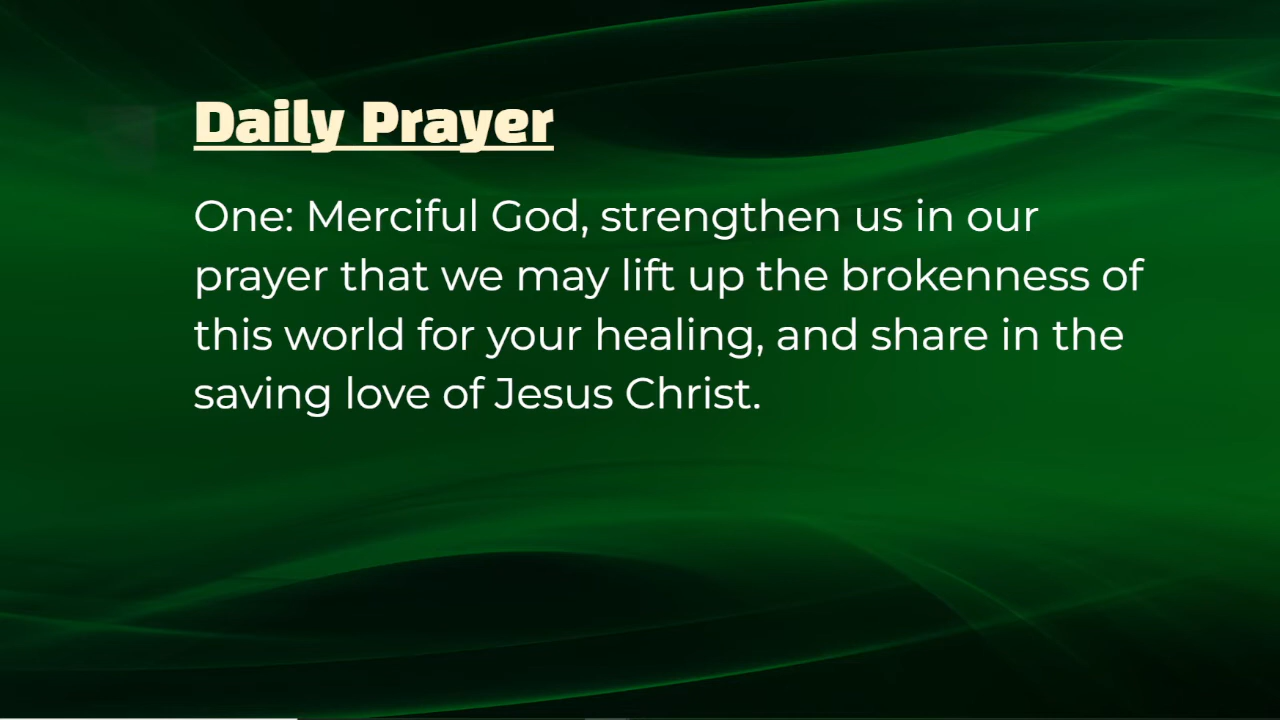 Daily Prayer
One: Merciful God, strengthen us in our
prayer that we may lift up the brokenness of
this world for your healing, and share in the
saving love of Jesus Christ.